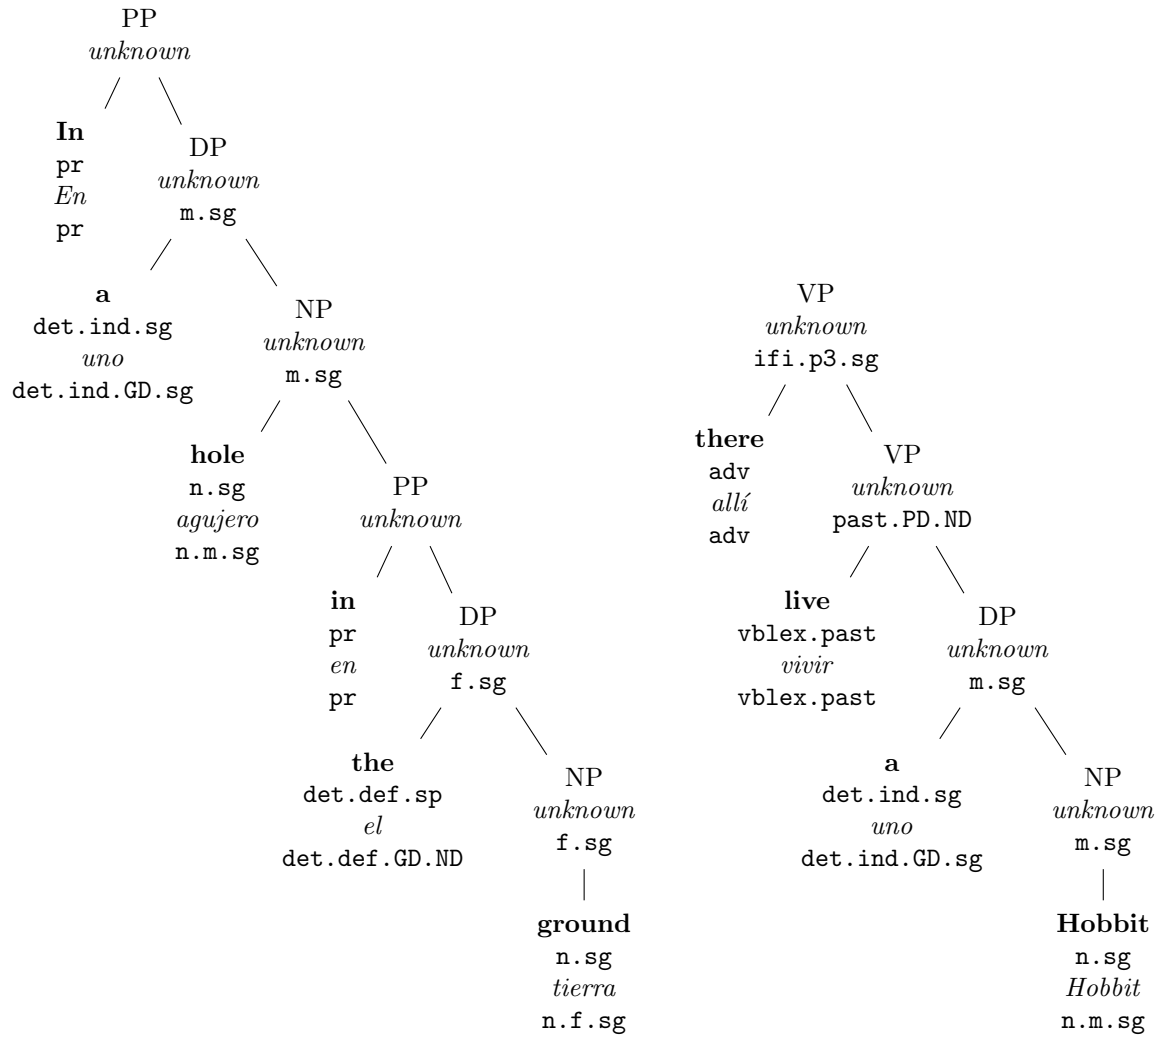 PP
unknown
In
pr
En
pr
DP
unknown
m.sg
a
det.ind.sg
uno
det.ind.GD.sg
NP
unknown
m.sg
hole
n.sg
agujero
n.m.sg
PP
unknown
in
pr
en
pr
DP
unknown
f.sg
the
det.def.sp
el
det.def.GD.ND
NP
unknown
f.sg
ground
n.sg
tierra
n.f.sg
VP
unknown
ifi.p3.sg
there
adv
allí
adv
VP
unknown
past.PD.ND
live
vblex.past
vivir
vblex.past
DP
unknown
m.sg
a
det.ind.sg
uno
det.ind.GD.sg
NP
unknown
m.sg
Hobbit
n.sg
Hobbit
n.m.sg